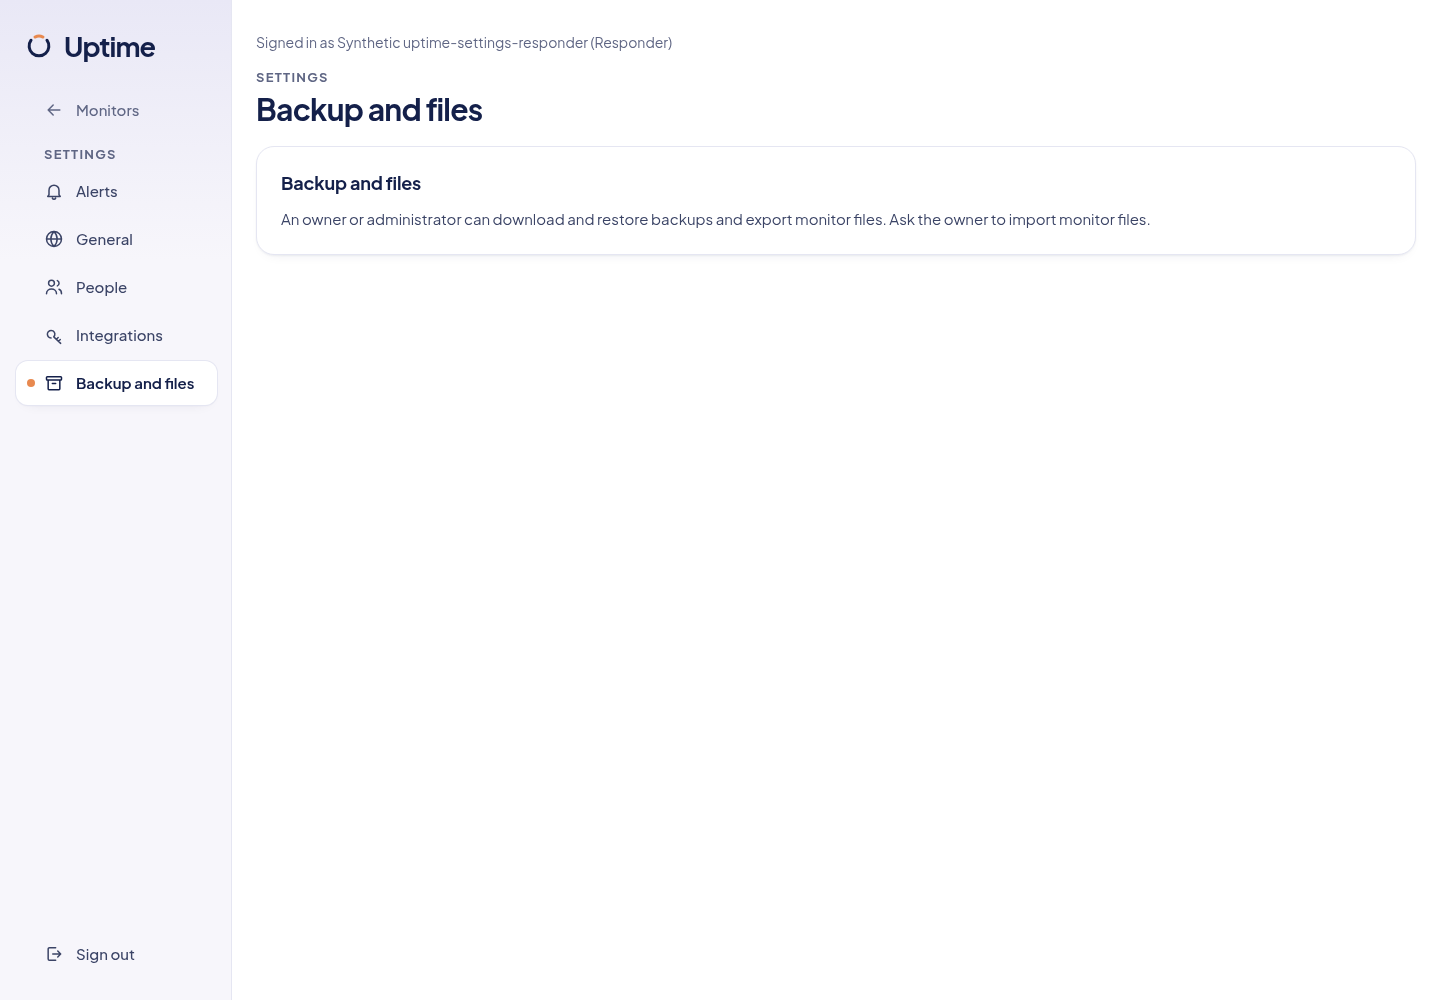 Uptime
Monitors
SETTINGS
Alerts
General
People
Integrations
Backup and files
Sign out
Signed in as Synthetic uptime-settings-responder (Responder)
SETTINGS
Backup and files
Backup and files
An owner or administrator can download and restore backups and export monitor files. Ask the owner to import monitor files.